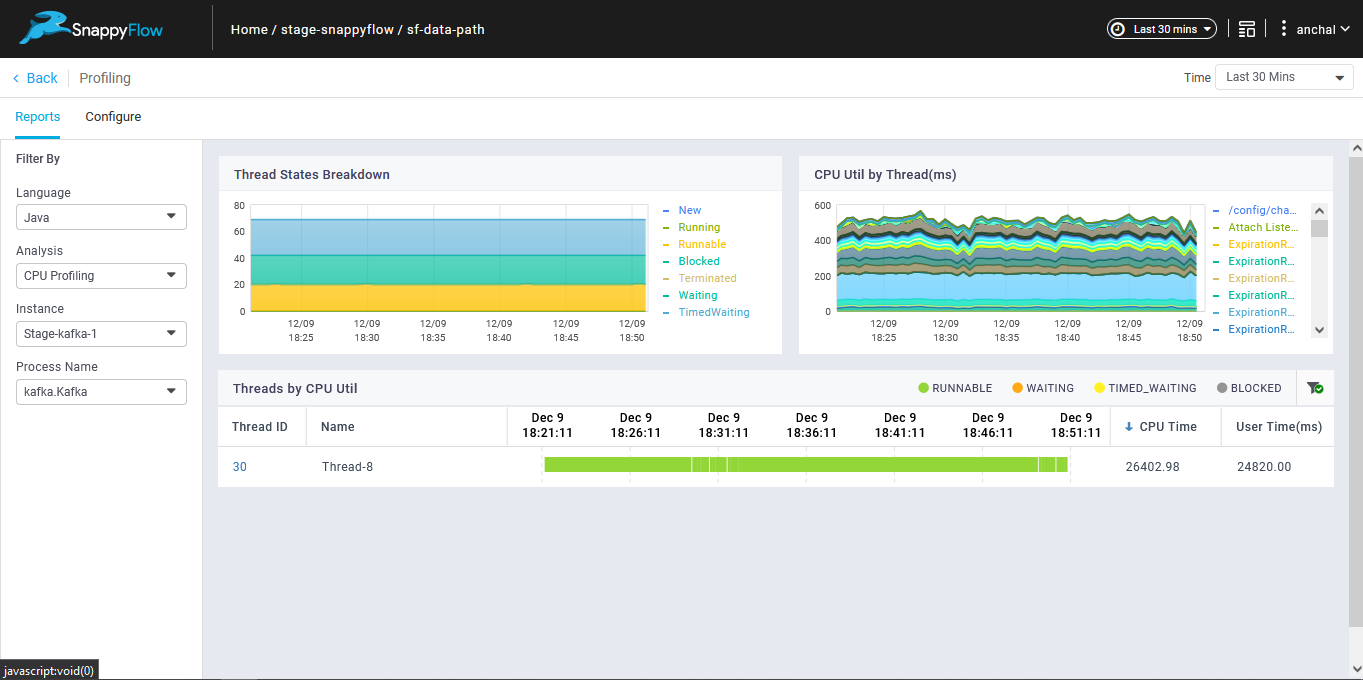 SnappyFlow
Home / stage-snappyflow / sf-data-path
Last 30 mins
anchal
Back
Profiling
Time
Last 30 Mins
Reports
Configure
Filter By
Language
Java
Analysis
CPU Profiling
Instance
Stage-kafka-1
Process Name
kafka.Kafka
Thread States Breakdown
80
60
40
20
0
12/09 12/09 12/09 12/09 12/09 12/09
18:25 18:30 18:35 18:40 18:45 18:50
New
Running
Runnable
Blocked
Terminated
Waiting
TimedWaiting
CPU Util by Thread(ms)
600
400
200
0
12/09 12/09 12/09 12/09 12/09 12/09
18:25 18:30 18:35 18:40 18:45 18:50
/config/cha...
Attach Liste...
ExpirationR...
ExpirationR...
ExpirationR...
ExpirationR...
ExpirationR...
ExpirationR...
Threads by CPU Util
RUNNABLE WAITING TIMED_WAITING BLOCKED
Thread ID Name Dec 9 Dec 9 Dec 9 Dec 9 Dec 9 Dec 9 Dec 9 CPU Time User Time(ms)
18:21:11 18:26:11 18:31:11 18:36:11 18:41:11 18:46:11 18:51:11
30 Thread-8 26402.98 24820.00
javascript:void(0)